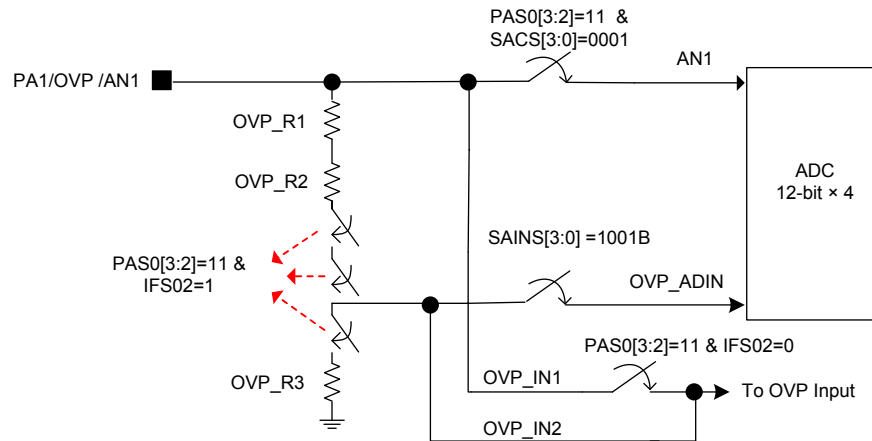 PAS0[3:2]=11 &
SACS[3:0]=0001
PA1/OVP /AN1
AN1
OVP_R1
ADC
12-bit × 4
OVP_R2
SAINS[3:0] =1001B
PAS0[3:2]=11 &
IFS02=1
OVP_ADIN
PAS0[3:2]=11 & IFS02=0
OVP_R3
OVP_IN1
To OVP Input
OVP_IN2